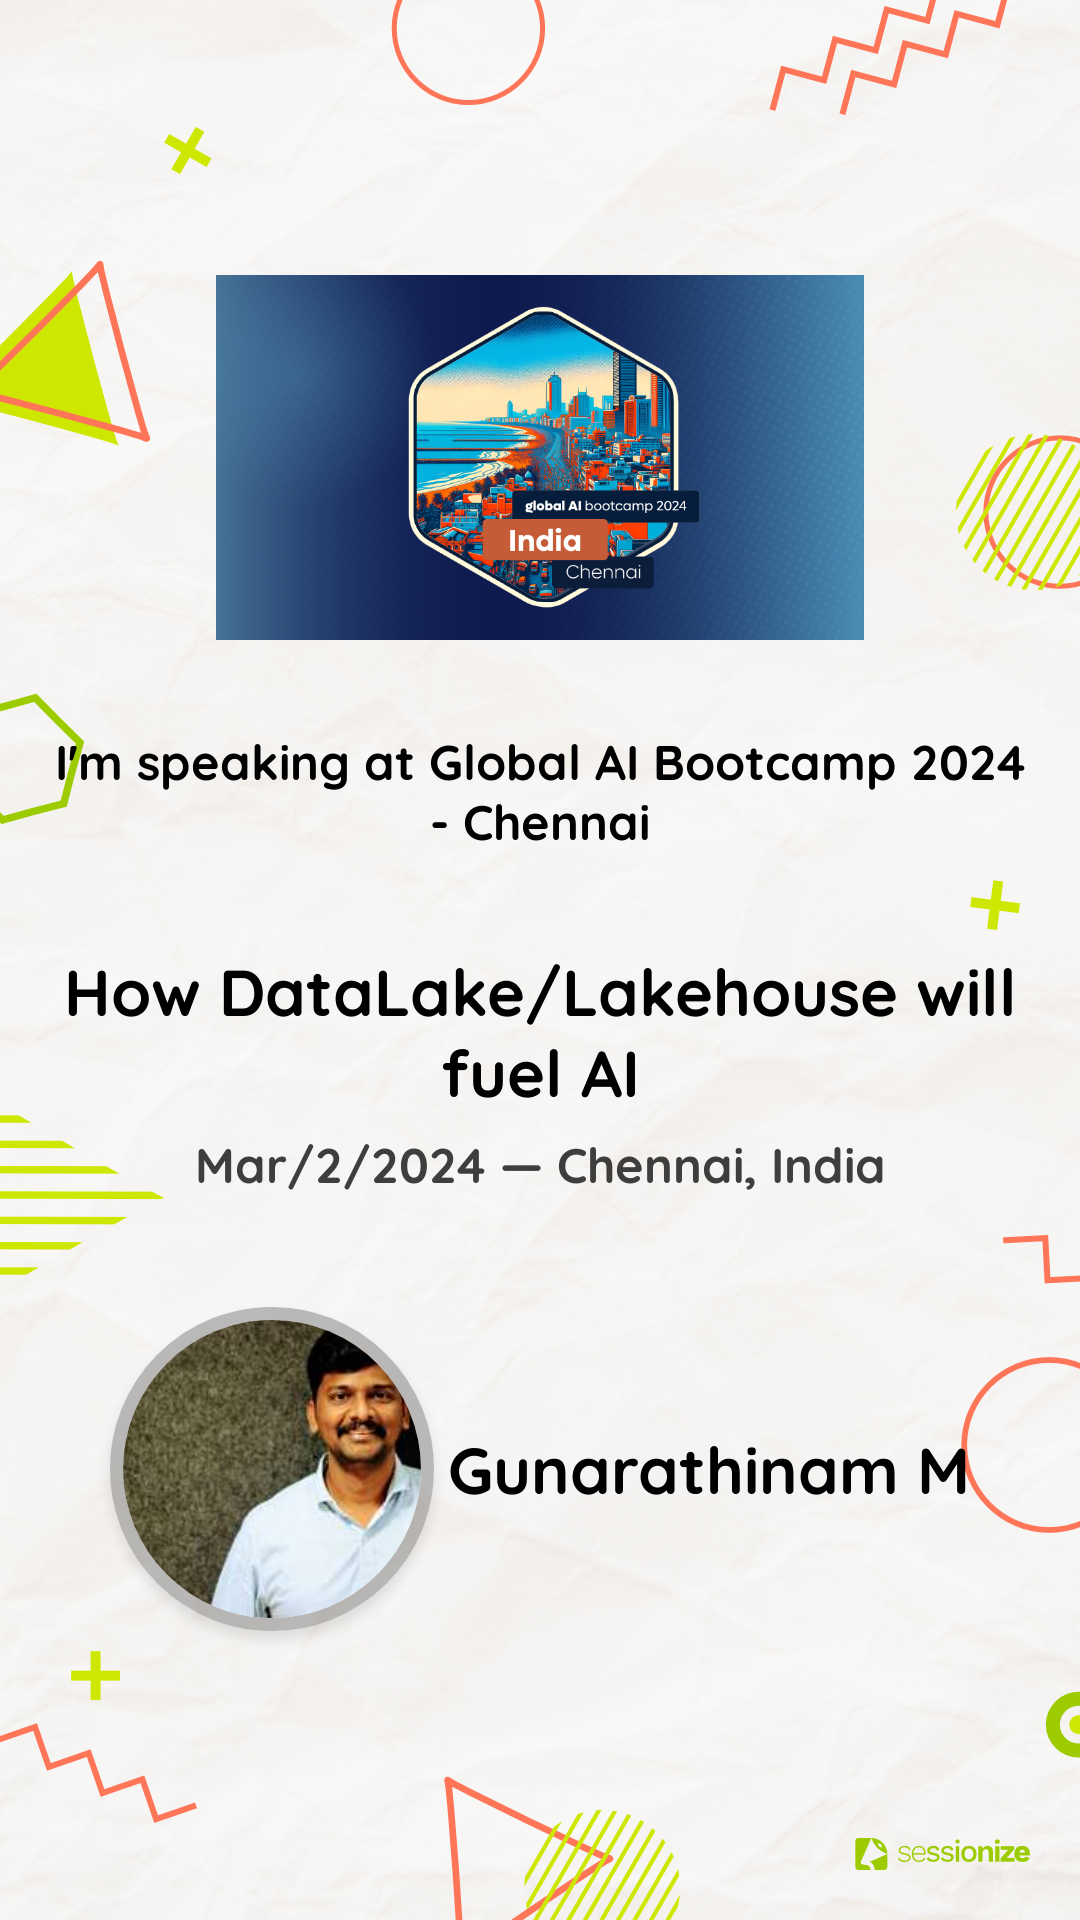 global AI bootcamp 2024
India
Chennai
I'm speaking at Global AI Bootcamp 2024
- Chennai
How DataLake/Lakehouse will
fuel AI
Mar/2/2024 — Chennai, India
Gunarathinam M
sessionize